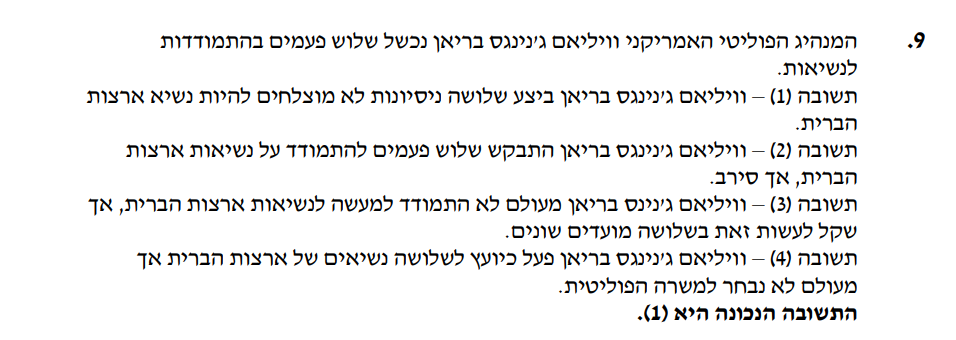 9. המנהיג הפוליטי האמריקני וויליאם ג'נינגס בריאן נכשל שלוש פעמים בהתמודדות
לנשיאות.
תשובה (1) – וויליאם ג'נינגס בריאן ביצע שלושה ניסיונות לא מוצלחים להיות נשיא ארצות
הברית.
תשובה (2) – וויליאם ג'נינגס בריאן התבקש שלוש פעמים להתמודד על נשיאות ארצות
הברית, אך סירב.
תשובה (3) – וויליאם ג'נינס בריאן מעולם לא התמודד למעשה לנשיאות ארצות הברית, אך
שקל לעשות זאת בשלושה מועדים שונים.
תשובה (4) – וויליאם ג'נינגס בריאן פעל כיועץ לשלושה נשיאים של ארצות הברית אך
מעולם לא נבחר למשרה הפוליטית.
התשובה הנכונה היא (1).